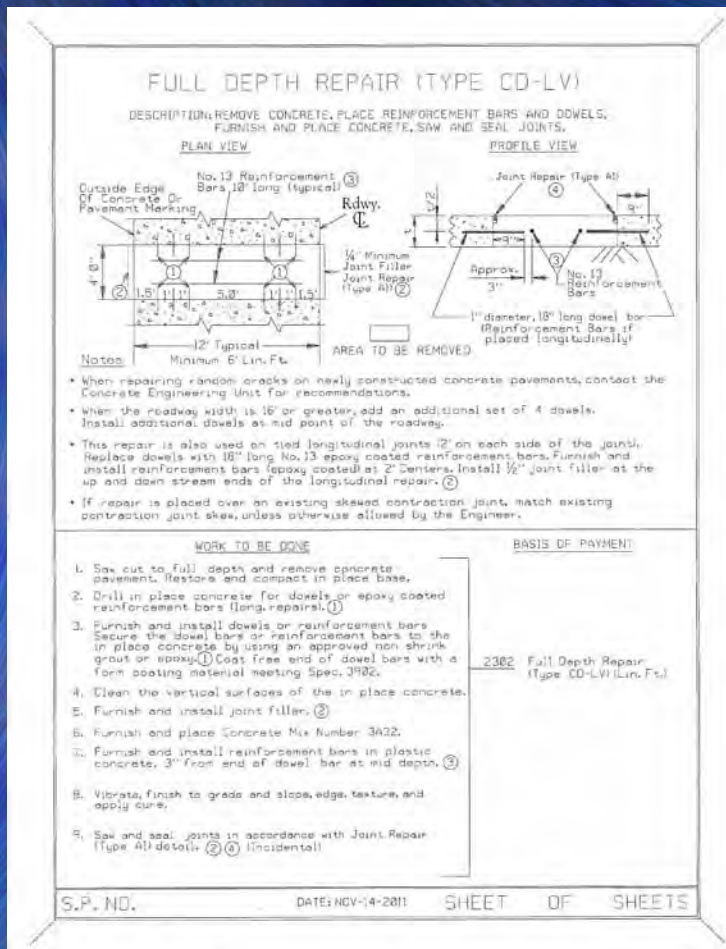 FULL DEPTH REPAIR (TYPE CD-LV)
DESCRIPTION: REMOVE CONCRETE, PLACE REINFORCEMENT BARS AND DOWELS,
FURNISH AND PLACE CONCRETE, SAW AND SEAL JOINTS.
PLAN VIEW
PROFILE VIEW
No. 13 Reinforcement ③
Bars 10' long (typical)
Outside Edge
Of Concrete Or
Pavement Marking
Rdwy.
℄
4'-0"
①
①
②
¼" Minimum
Joint Filler
Joint Repair
(Type A1) ②
1.5' 1' 1' 5.0' 1' 1' 1.5'
12' Typical
Minimum 6' Lin. Ft.
AREA TO BE REMOVED
Joint Repair (Type A1)
④
9"
t/2
t
9"
Approx.
3"
③
No. 13
Reinforcement
Bars
1" diameter, 18" long dowel bar
(Reinforcement Bars if
placed longitudinally)
Notes:
• When repairing random cracks on newly constructed concrete pavements, contact the
Concrete Engineering Unit for recommendations.
• When the roadway width is 16' or greater, add an additional set of 4 dowels.
Install additional dowels at mid point of the roadway.
• This repair is also used on tied longitudinal joints (2' on each side of the joint).
Replace dowels with 18" long No. 13 epoxy coated reinforcement bars. Furnish and
install reinforcement bars (epoxy coated) at 2' Centers. Install ½" joint filler at the
up and down stream ends of the longitudinal repair. ②
• If repair is placed over an existing skewed contraction joint, match existing
contraction joint skew, unless otherwise allowed by the Engineer.
WORK TO BE DONE
1. Saw cut to full depth and remove concrete
pavement. Restore and compact in place base.
2. Drill in place concrete for dowels or epoxy coated
reinforcement bars (long. repairs). ①
3. Furnish and install dowels or reinforcement bars
Secure the dowel bars or reinforcement bars to the
in place concrete by using an approved non shrink
grout or epoxy. ① Coat free end of dowel bars with a
form coating material meeting Spec. 3902.
4. Clean the vertical surfaces of the in place concrete.
5. Furnish and install joint filler. ②
6. Furnish and place Concrete Mix Number 3A32.
7. Furnish and install reinforcement bars in plastic
concrete, 3" from end of dowel bar at mid depth. ③
8. Vibrate, finish to grade and slope, edge, texture, and
apply cure.
9. Saw and seal joints in accordance with Joint Repair
(Type A1) detail. ② ④ (Incidental)
BASIS OF PAYMENT
2302 Full Depth Repair
(Type CD-LV) (Lin. Ft.)
S.P. NO. DATE: NOV-14-2011 SHEET OF SHEETS